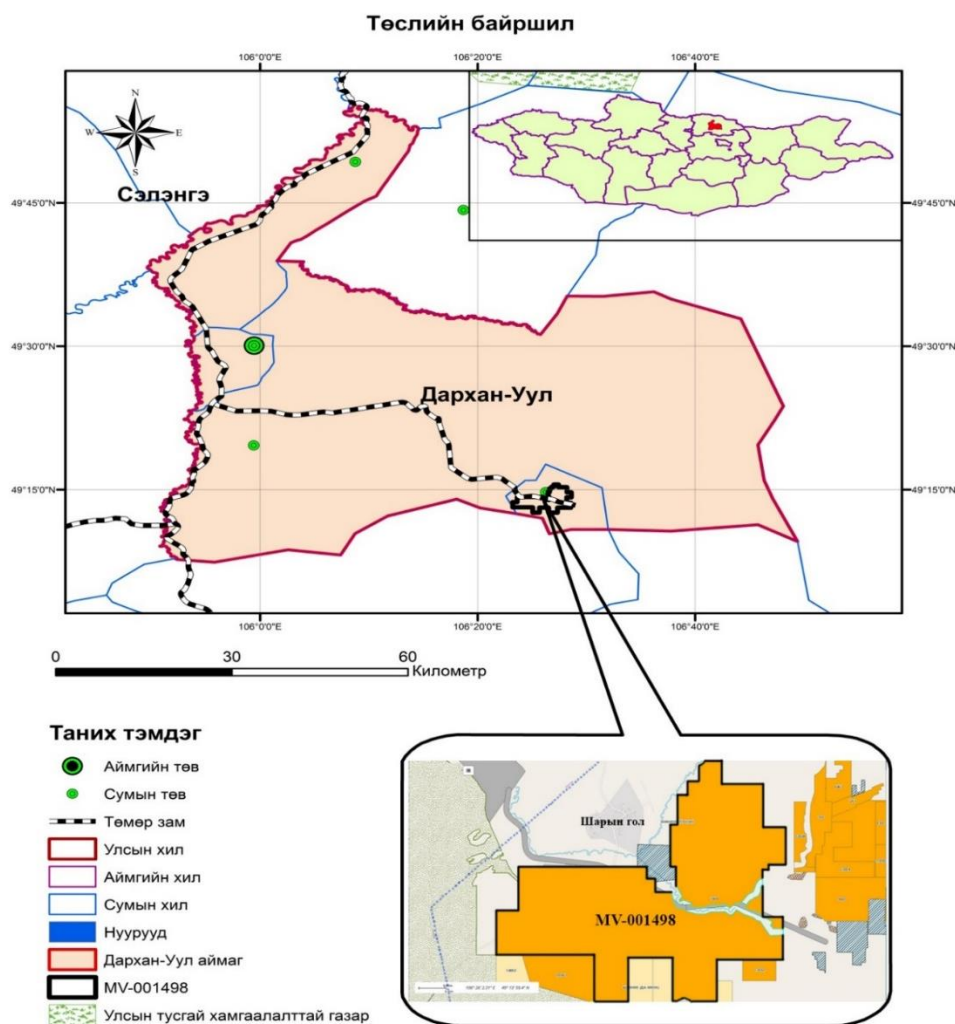 Төслийн байршил
106°0'0"E
106°20'0"E
106°40'0"E
N
W
E
S
Сэлэнгэ
49°45'0"N
49°45'0"N
49°30'0"N
49°30'0"N
Дархан-Уул
49°15'0"N
49°15'0"N
106°0'0"E
106°20'0"E
106°40'0"E
0
30
60
Километр
Таних тэмдэг
Аймгийн төв
Сумын төв
Төмөр зам
Улсын хил
Аймгийн хил
Сумын хил
Нуурууд
Дархан-Уул аймаг
MV-001498
Улсын тусгай хамгаалалттай газар
Шарын гол
MV-001498